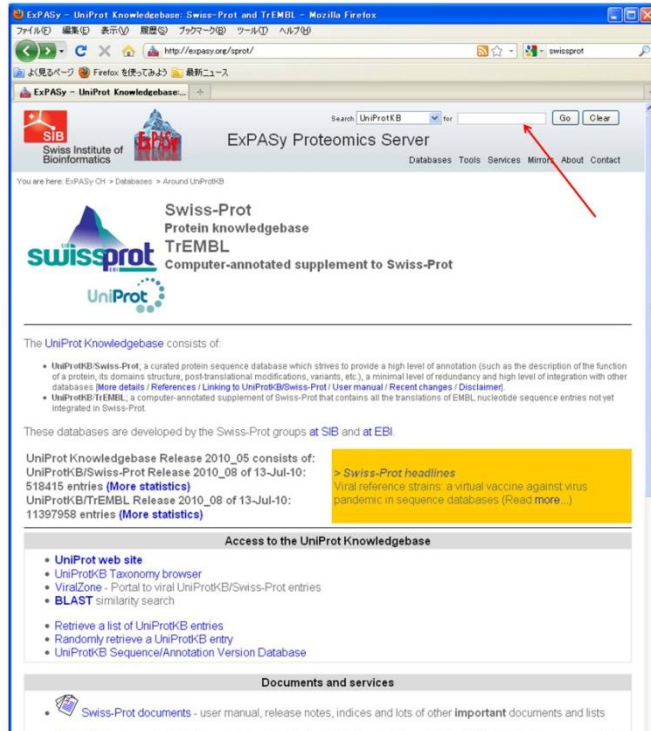 ExPASy - UniProt Knowledgebase: Swiss-Prot and TrEMBL - Mozilla Firefox
ファイル(F) 編集(E) 表示(V) 履歴(S) ブックマーク(B) ツール(T) ヘルプ(H)
http://expasy.org/sprot/
swissprot
よく見るページ Firefox を使ってみよう 最新ニュース
ExPASy - UniProt Knowledgebase:...
Search UniProtKB for Go Clear
SIB
Swiss Institute of
Bioinformatics
ExPASy
ExPASy Proteomics Server
Databases Tools Services Mirrors About Contact
You are here: ExPASy CH > Databases > Around UniProtKB
Swiss-Prot
Protein knowledgebase
TrEMBL
Computer-annotated supplement to Swiss-Prot
swissprot
UniProt
The UniProt Knowledgebase consists of:
UniProtKB/Swiss-Prot; a curated protein sequence database which strives to provide a high level of annotation (such as the description of the function
of a protein, its domains structure, post-translational modifications, variants, etc.), a minimal level of redundancy and high level of integration with other
databases [More details / References / Linking to UniProtKB/Swiss-Prot / User manual / Recent changes / Disclaimer].
UniProtKB/TrEMBL; a computer-annotated supplement of Swiss-Prot that contains all the translations of EMBL nucleotide sequence entries not yet
integrated in Swiss-Prot.
These databases are developed by the Swiss-Prot groups at SIB and at EBI.
UniProt Knowledgebase Release 2010_05 consists of:
UniProtKB/Swiss-Prot Release 2010_08 of 13-Jul-10:
518415 entries (More statistics)
UniProtKB/TrEMBL Release 2010_08 of 13-Jul-10:
11397958 entries (More statistics)
> Swiss-Prot headlines
Viral reference strains: a virtual vaccine against virus
pandemic in sequence databases (Read more...)
Access to the UniProt Knowledgebase
UniProt web site
UniProtKB Taxonomy browser
ViralZone - Portal to viral UniProtKB/Swiss-Prot entries
BLAST similarity search
Retrieve a list of UniProtKB entries
Randomly retrieve a UniProtKB entry
UniProtKB Sequence/Annotation Version Database
Documents and services
Swiss-Prot documents - user manual, release notes, indices and lots of other important documents and lists